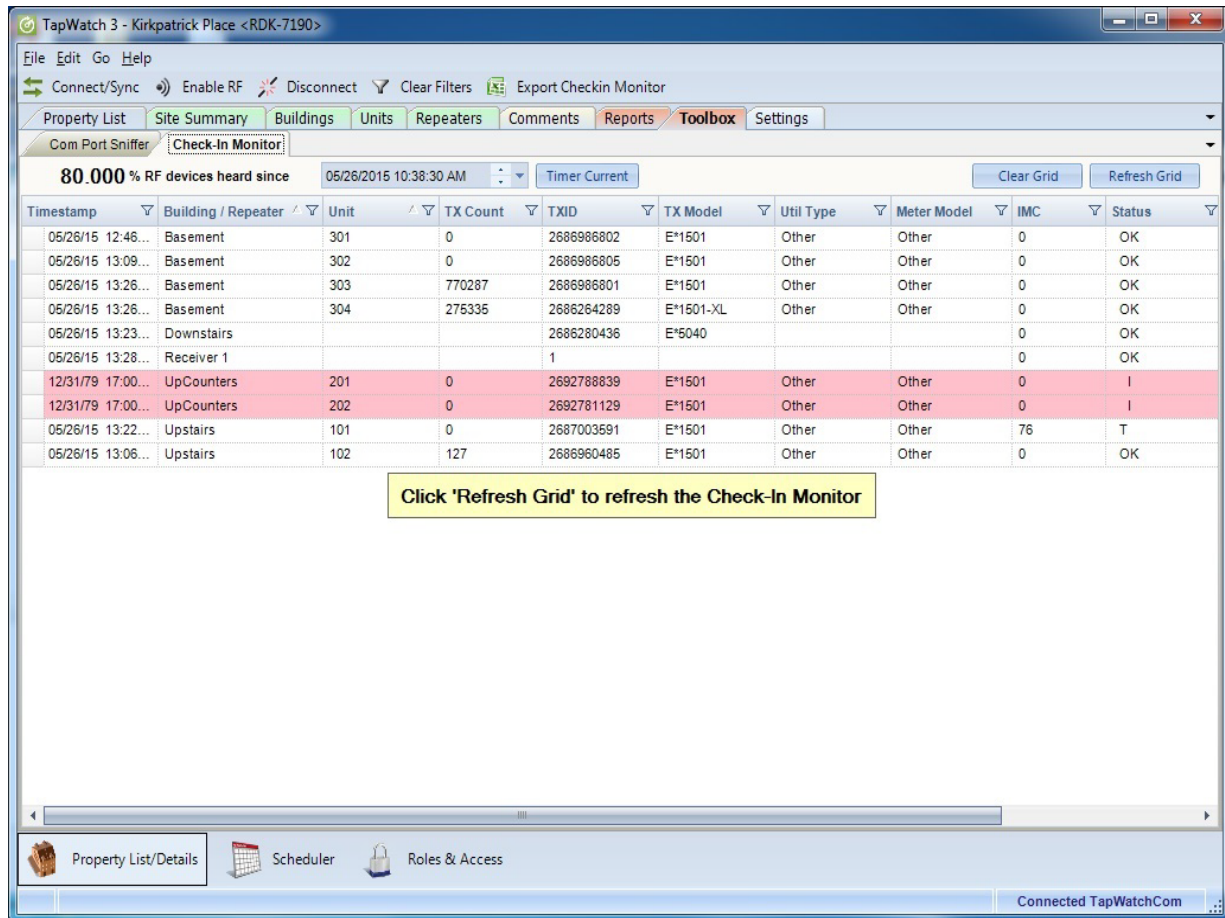 TapWatch 3 - Kirkpatrick Place <RDK-7190>
File Edit Go Help
Connect/Sync Enable RF Disconnect Clear Filters Export Checkin Monitor
Property List Site Summary Buildings Units Repeaters Comments Reports Toolbox Settings
Com Port Sniffer Check-In Monitor
80.000 % RF devices heard since 05/26/2015 10:38:30 AM Timer Current Clear Grid Refresh Grid
Timestamp Building / Repeater Unit TX Count TXID TX Model Util Type Meter Model IMC Status
05/26/15 12:46... Basement 301 0 2686986802 E*1501 Other Other 0 OK
05/26/15 13:09... Basement 302 0 2686986805 E*1501 Other Other 0 OK
05/26/15 13:26... Basement 303 770287 2686986801 E*1501 Other Other 0 OK
05/26/15 13:26... Basement 304 275335 2686264289 E*1501-XL Other Other 0 OK
05/26/15 13:23... Downstairs 2686280436 E*5040 0 OK
05/26/15 13:28... Receiver 1 1 0 OK
12/31/79 17:00... UpCounters 201 0 2692788839 E*1501 Other Other 0 I
12/31/79 17:00... UpCounters 202 0 2692781129 E*1501 Other Other 0 I
05/26/15 13:22... Upstairs 101 0 2687003591 E*1501 Other Other 76 T
05/26/15 13:06... Upstairs 102 127 2686960485 E*1501 Other Other 0 OK
Click 'Refresh Grid' to refresh the Check-In Monitor
Property List/Details Scheduler Roles & Access
Connected TapWatchCom